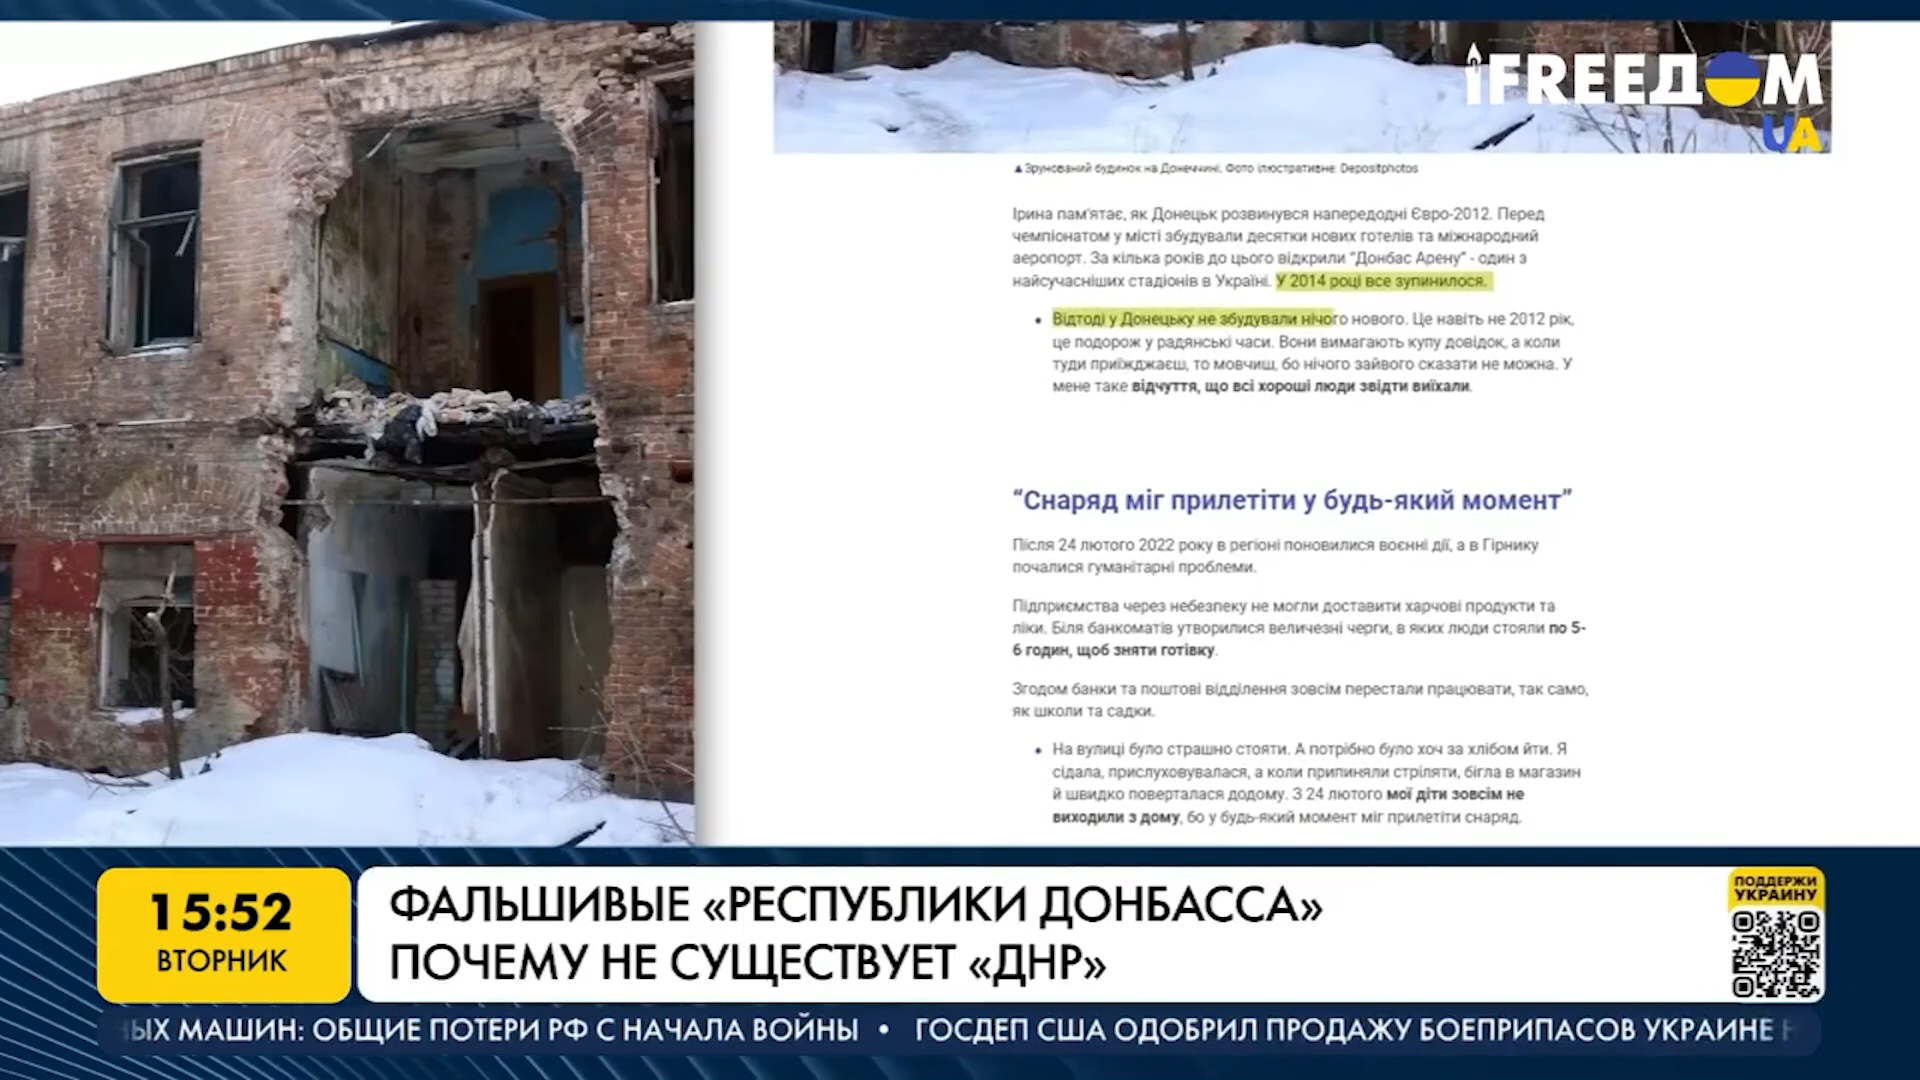 FREEДOM
UA
▲Зрунований будинок на Донеччині. Фото ілюстративне: Depositphotos
Ірина пам'ятає, як Донецьк розвинувся напередодні Євро-2012. Перед
чемпіонатом у місті збудували десятки нових готелів та міжнародний
аеропорт. За кілька років до цього відкрили "Донбас Арену" - один з
найсучасніших стадіонів в Україні. У 2014 році все зупинилося.
• Відтоді у Донецьку не збудували нічого нового. Це навіть не 2012 рік,
це подорож у радянські часи. Вони вимагають купу довідок, а коли
туди приїжджаєш, то мовчиш, бо нічого зайвого сказати не можна. У
мене таке відчуття, що всі хороші люди звідти виїхали.
“Снаряд міг прилетіти у будь-який момент”
Після 24 лютого 2022 року в регіоні поновилися воєнні дії, а в Гірнику
почалися гуманітарні проблеми.
Підприємства через небезпеку не могли доставити харчові продукти та
ліки. Біля банкоматів утворилися величезні черги, в яких люди стояли по 5-
6 годин, щоб зняти готівку.
Згодом банки та поштові відділення зовсім перестали працювати, так само,
як школи та садки.
• На вулиці було страшно стояти. А потрібно було хоч за хлібом йти. Я
сідала, прислуховувалася, а коли припиняли стріляти, бігла в магазин
й швидко поверталася додому. З 24 лютого мої діти зовсім не
виходили з дому, бо у будь-який момент міг прилетіти снаряд.
15:52
ВТОРНИК
ФАЛЬШИВЫЕ «РЕСПУБЛИКИ ДОНБАССА»
ПОЧЕМУ НЕ СУЩЕСТВУЕТ «ДНР»
ПОДДЕРЖИ
УКРАИНУ
ЫХ МАШИН: ОБЩИЕ ПОТЕРИ РФ С НАЧАЛА ВОЙНЫ • ГОСДЕП США ОДОБРИЛ ПРОДАЖУ БОЕПРИПАСОВ УКРАИНЕ